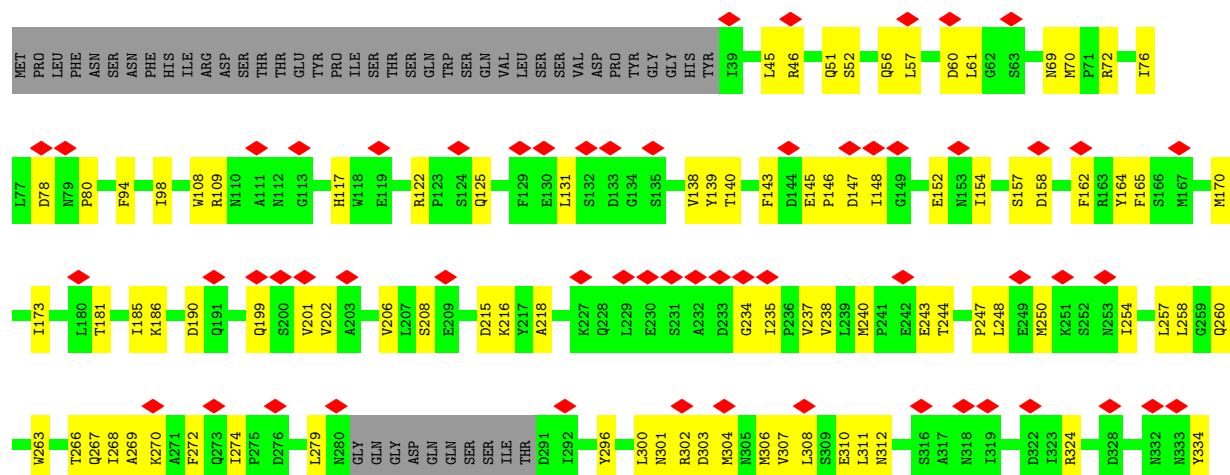 MET PRO LEU PHE ASN SER ASN PHE HIS ILE ARG ASP SER THR THR GLU TYR PRO ILE SER THR SER GLN TRP SER GLN VAL LEU SER SER VAL ASP PRO TYR GLY GLY HIS TYR I39 L45 R46 Q51 S52 Q56 L57 D60 L61 G62 S63 N69 M70 P71 R72 I76
L77 D78 N79 P80 F94 I98 W108 R109 N110 A111 N112 G113 H117 W118 E119 R122 P123 S124 Q125 F129 E130 L131 S132 D133 G134 S135 V138 Y139 T140 F143 D144 E145 P146 D147 I148 G149 E152 N153 I154 S157 D158 F162 R163 Y164 F165 S166 M167 M170
I173 L180 T181 I185 K186 D190 Q191 Q199 S200 V201 V202 A203 V206 L207 S208 E209 D215 K216 Y217 A218 K227 Q228 L229 E230 S231 A232 D233 G234 I235 P236 V237 V238 L239 M240 P241 E242 E243 T244 P247 L248 E249 M250 K251 S252 N253 I254 L257 L258 G259 Q260
W263 T266 Q267 I268 A269 K270 A271 F272 Q273 I274 P275 D276 L279 N280 GLY GLN GLY ASP GLN GLN SER SER ILE THR D291 I292 Y296 L300 N301 R302 D303 M304 N305 M306 V307 L308 S309 E310 L311 N312 S316 A317 N318 I319 D322 I323 R324 D328 N332 N333 Y334